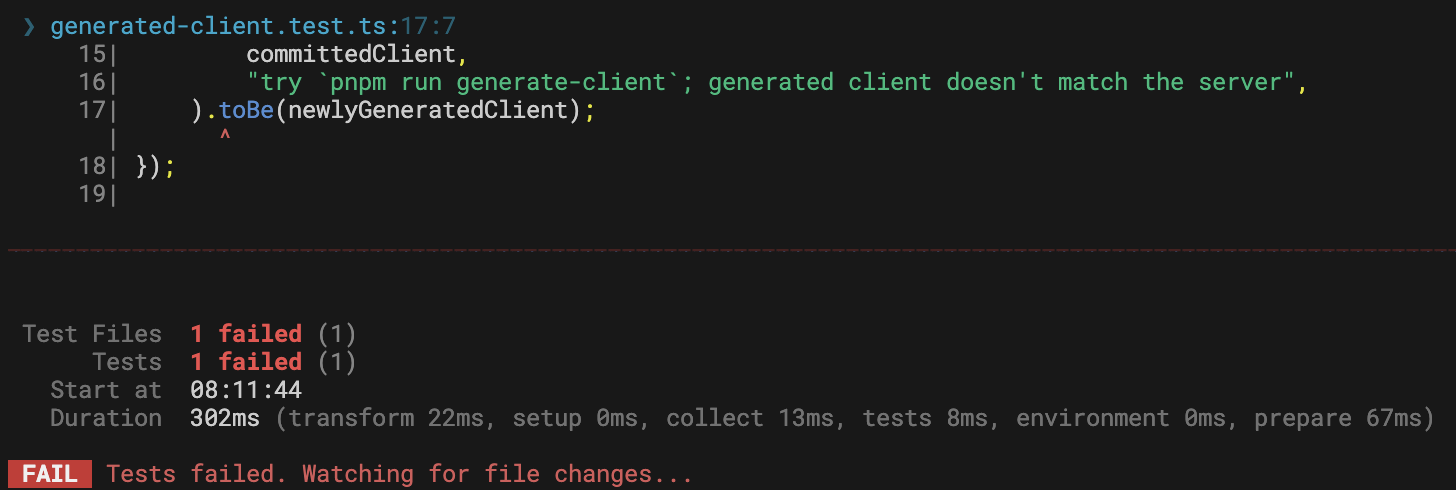 ❯ generated-client.test.ts:17:7
15|         committedClient,
16|         "try `pnpm run generate-client`; generated client doesn't match the server",
17|     ).toBe(newlyGeneratedClient);
|       ^
18| });
19|
Test Files  1 failed (1)
Tests  1 failed (1)
Start at  08:11:44
Duration  302ms (transform 22ms, setup 0ms, collect 13ms, tests 8ms, environment 0ms, prepare 67ms)
FAIL  Tests failed. Watching for file changes...